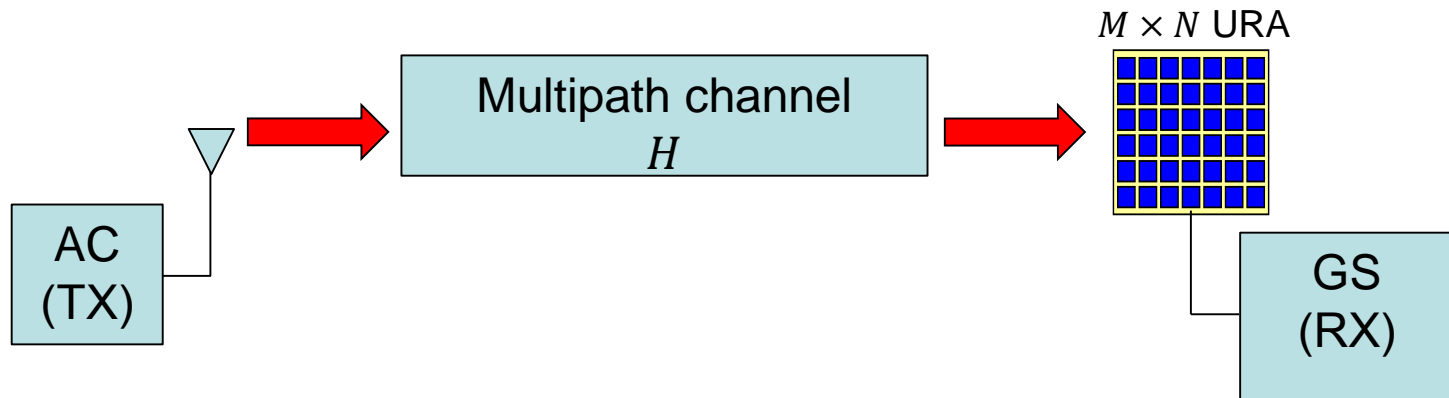 M × N URA
Multipath channel
H
AC
(TX)
GS
(RX)